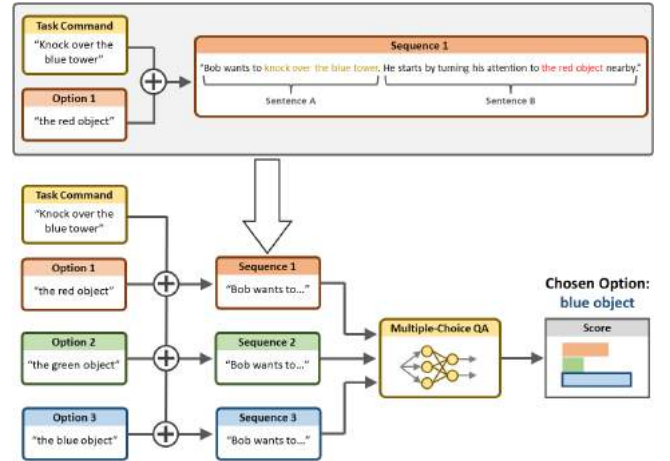 Task Command
"Knock over the
blue tower"
Option 1
"the red object"
Sequence 1
"Bob wants to knock over the blue tower. He starts by turning his attention to the red object nearby."
Sentence A
Sentence B
Task Command
"Knock over the
blue tower"
Option 1
"the red object"
Option 2
"the green object"
Option 3
"the blue object"
Sequence 1
"Bob wants to..."
Sequence 2
"Bob wants to..."
Sequence 3
"Bob wants to..."
Multiple-Choice QA
Chosen Option:
blue object
Score